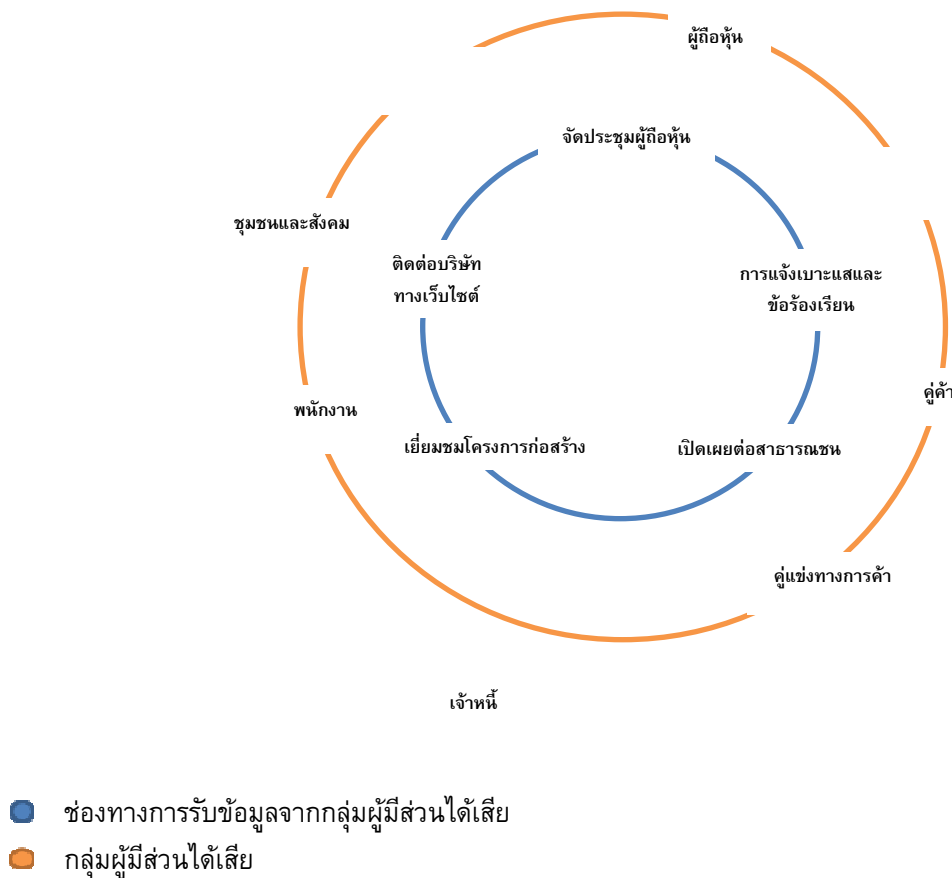 ผู้ถือหุ้น
จัดประชุมผู้ถือหุ้น
ชุมชนและสังคม
ติดต่อบริษัท
ทางเว็บไซต์
การแจ้งเบาะแสและ
ข้อร้องเรียน
คู่ค้า
พนักงาน
เยี่ยมชมโครงการก่อสร้าง
เปิดเผยต่อสาธารณชน
คู่แข่งทางการค้า
เจ้าหนี้
ช่องทางการรับข้อมูลจากกลุ่มผู้มีส่วนได้เสีย
กลุ่มผู้มีส่วนได้เสีย